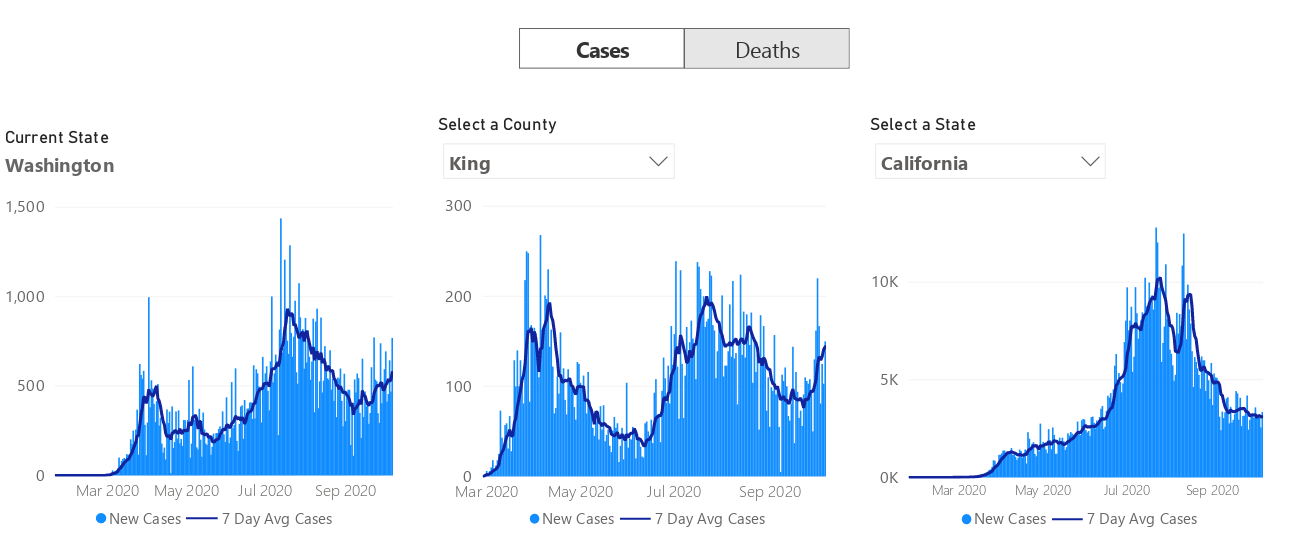 Cases Deaths
Current State
Washington
1,500
1,000
500
0
Mar 2020 May 2020 Jul 2020 Sep 2020
New Cases 7 Day Avg Cases
Select a County
King
300
200
100
0
Mar 2020 May 2020 Jul 2020 Sep 2020
New Cases 7 Day Avg Cases
Select a State
California
10K
5K
0K
Mar 2020 May 2020 Jul 2020 Sep 2020
New Cases 7 Day Avg Cases